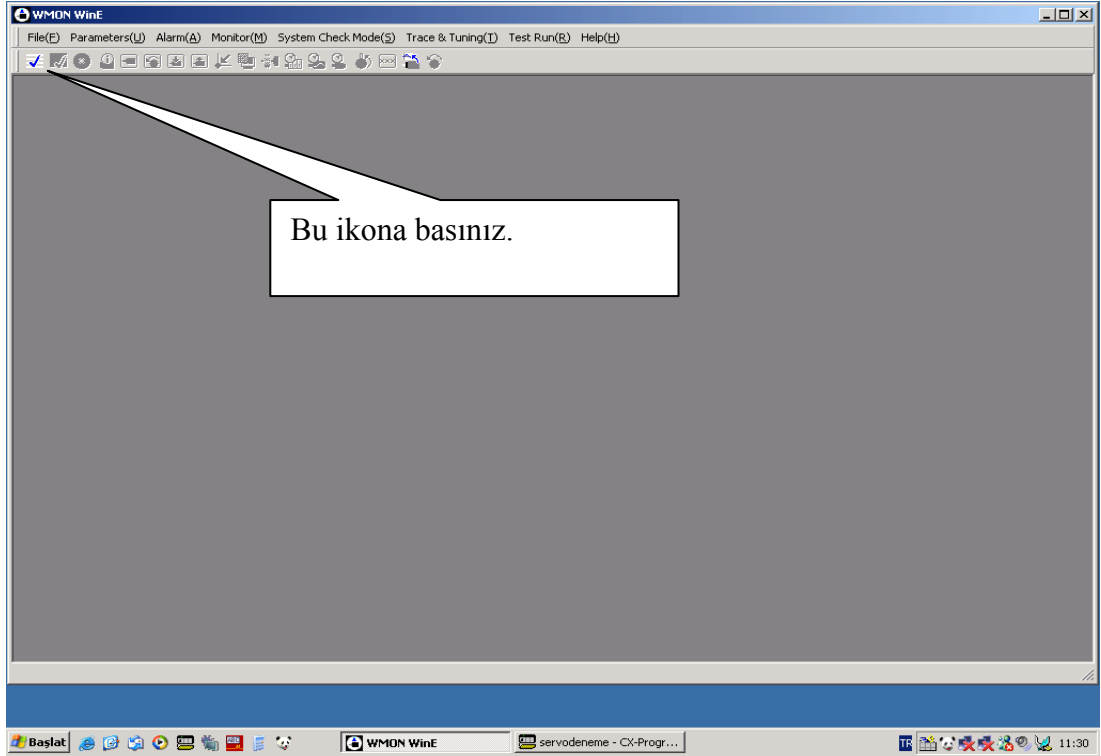 WMON WinE
File(F) Parameters(U) Alarm(A) Monitor(M) System Check Mode(S) Trace & Tuning(T) Test Run(R) Help(H)
Bu ikona basınız.
Başlat WMON WinE servodeneme - CX-Progr... TR 11:30